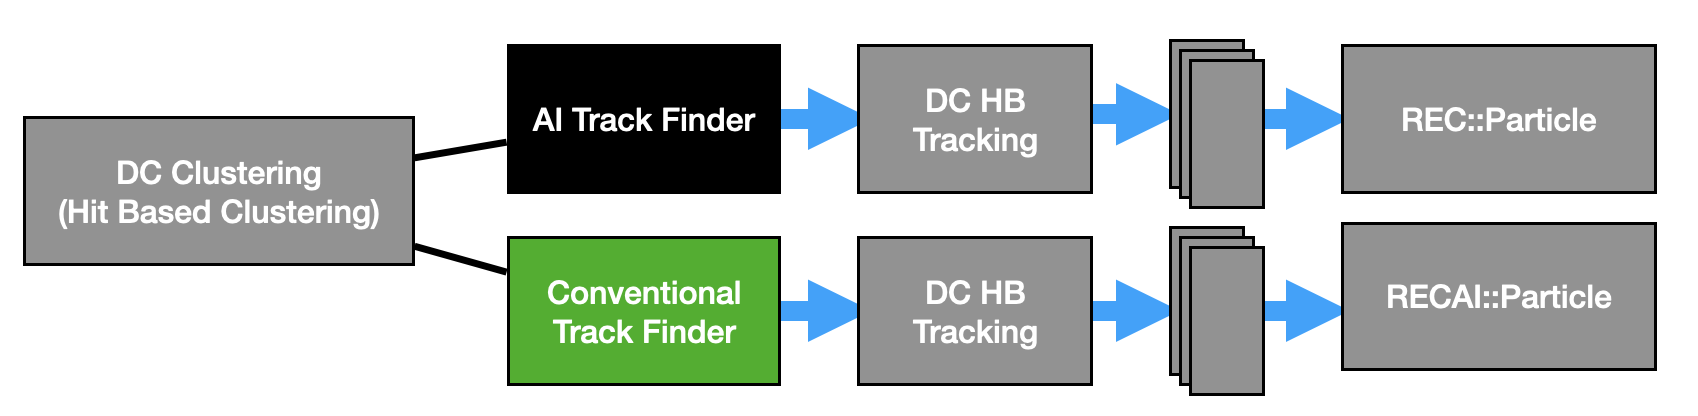 DC Clustering
(Hit Based Clustering)
AI Track Finder
DC HB
Tracking
REC::Particle
Conventional
Track Finder
DC HB
Tracking
RECAI::Particle